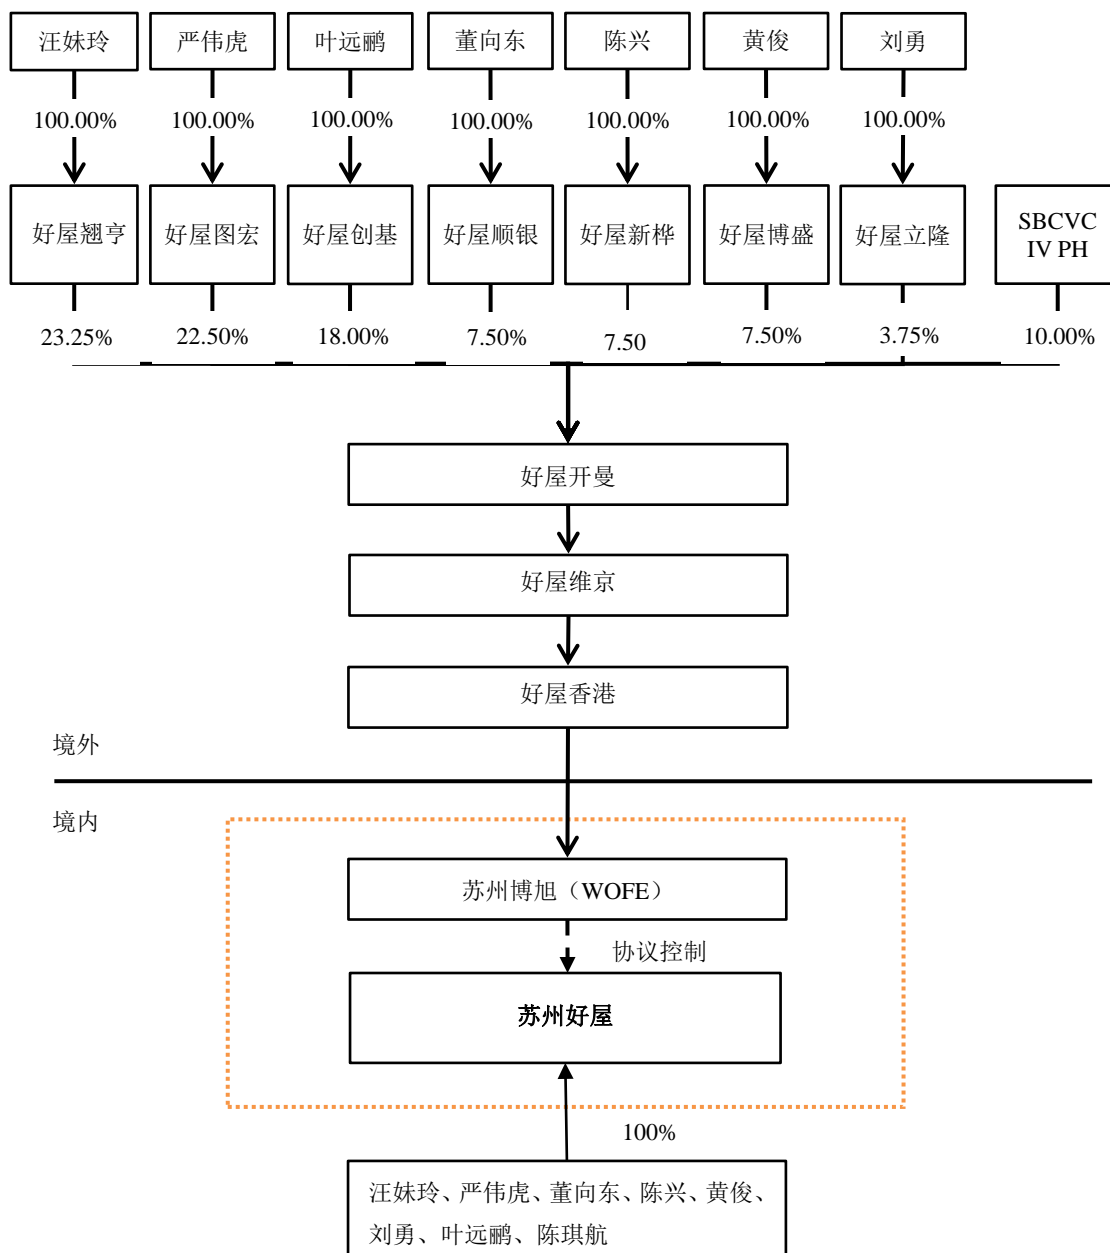 汪妹玲 严伟虎 叶远鹂 董向东 陈兴 黄俊 刘勇
100.00% 100.00% 100.00% 100.00% 100.00% 100.00% 100.00%
好屋翘亨 好屋图宏 好屋创基 好屋顺银 好屋新桦 好屋博盛 好屋立隆 SBCVC
IV PH
23.25% 22.50% 18.00% 7.50% 7.50 7.50% 3.75% 10.00%
好屋开曼
好屋维京
好屋香港
境外
境内
苏州博旭（WOFE）
协议控制
苏州好屋
100%
汪妹玲、严伟虎、董向东、陈兴、黄俊、
刘勇、叶远鹂、陈琪航